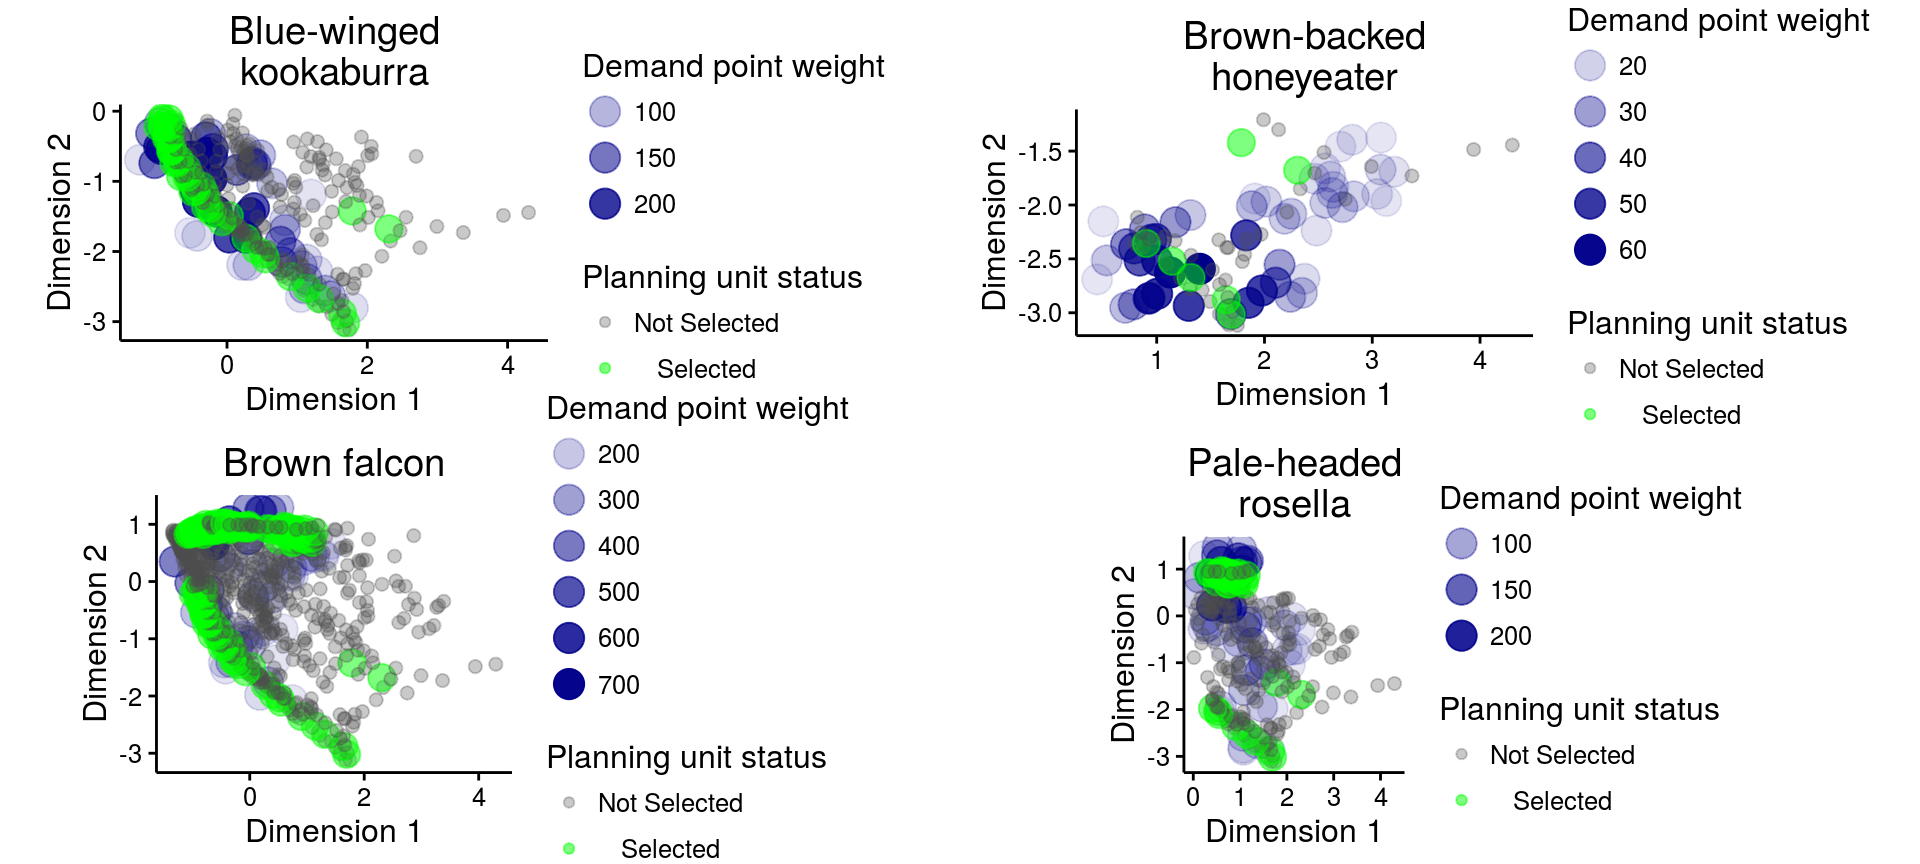 Blue-winged
kookaburra
0
-1
-2
-3
Dimension 2
0
2
4
Dimension 1
Demand point weight
100
150
200
Planning unit status
Not Selected
Selected
Brown-backed
honeyeater
-1.5
-2.0
-2.5
-3.0
Dimension 2
1
2
3
4
Dimension 1
Demand point weight
20
30
40
50
60
Planning unit status
Not Selected
Selected
Brown falcon
1
0
-1
-2
-3
Dimension 2
0
2
4
Dimension 1
Demand point weight
200
300
400
500
600
700
Planning unit status
Not Selected
Selected
Pale-headed
rosella
1
0
-1
-2
-3
Dimension 2
0
1
2
3
4
Dimension 1
Demand point weight
100
150
200
Planning unit status
Not Selected
Selected